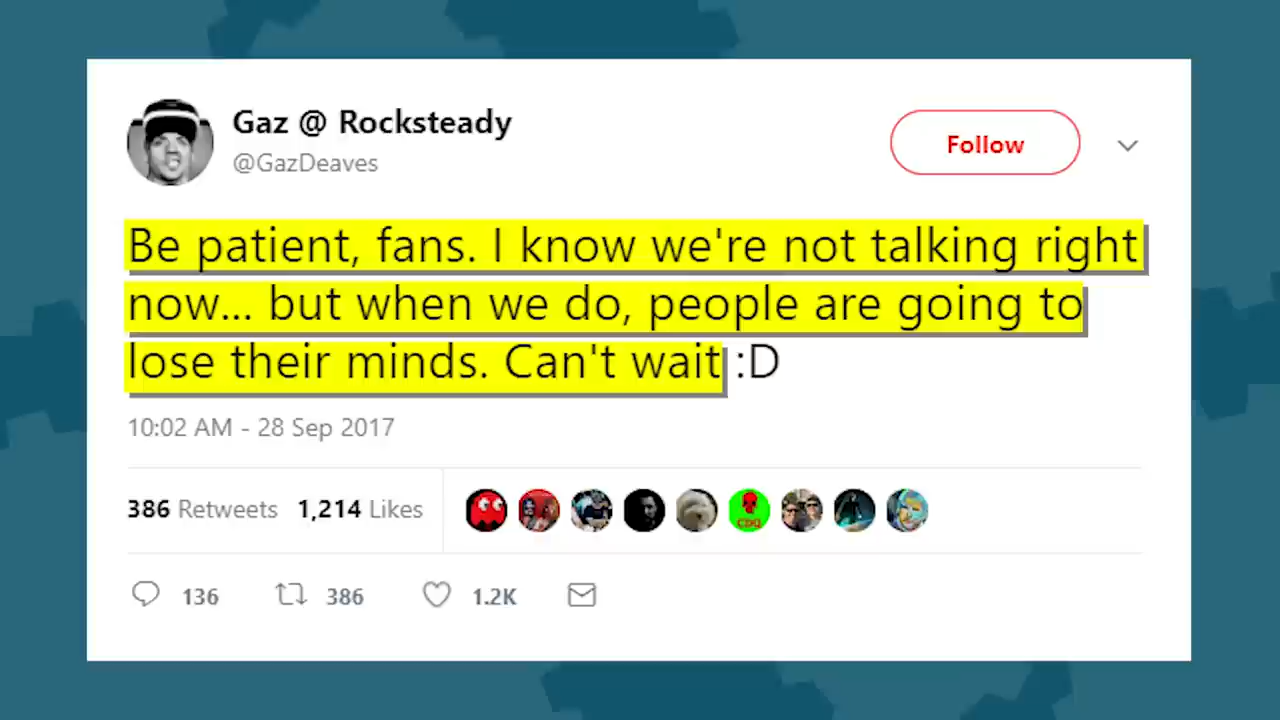 Gaz @ Rocksteady
@GazDeaves
Follow
Be patient, fans. I know we're not talking right
now... but when we do, people are going to
lose their minds. Can't wait :D
10:02 AM - 28 Sep 2017
386 Retweets 1,214 Likes
136 386 1.2K